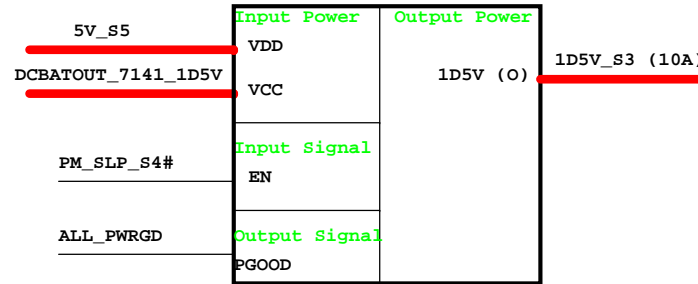 5V_S5
DCBATOUT_7141_1D5V
PM_SLP_S4#
ALL_PWRGD
Input Power
VDD
VCC
Input Signal
EN
Output Signal
PGOOD
Output Power
1D5V (O)
1D5V_S3 (10A)